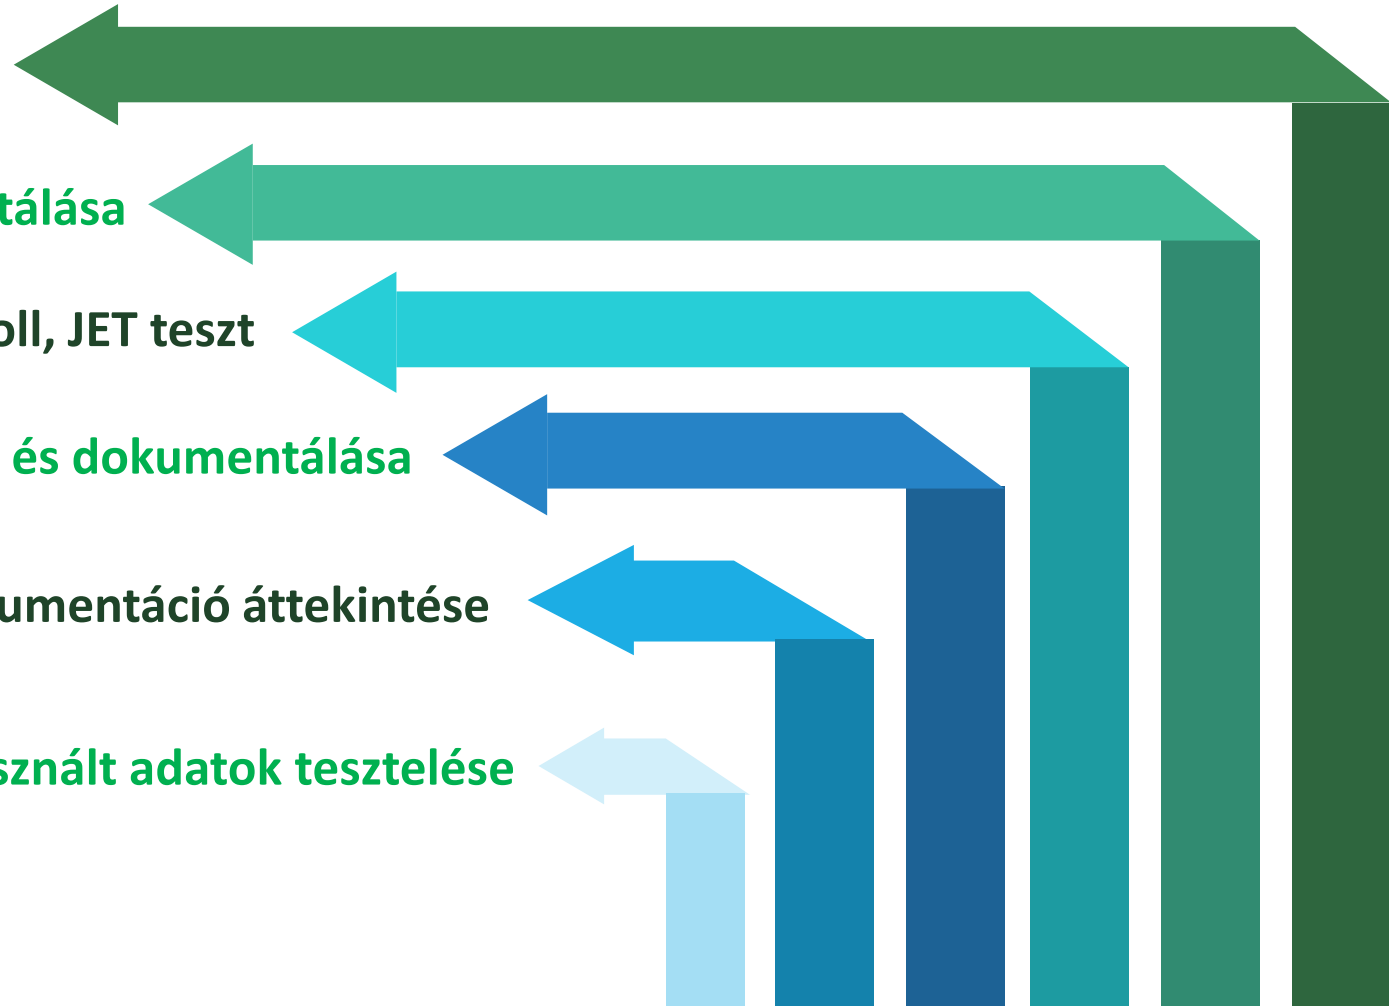 tálása
oll, JET teszt
és dokumentálása
umentáció áttekintése
sznált adatok tesztelése